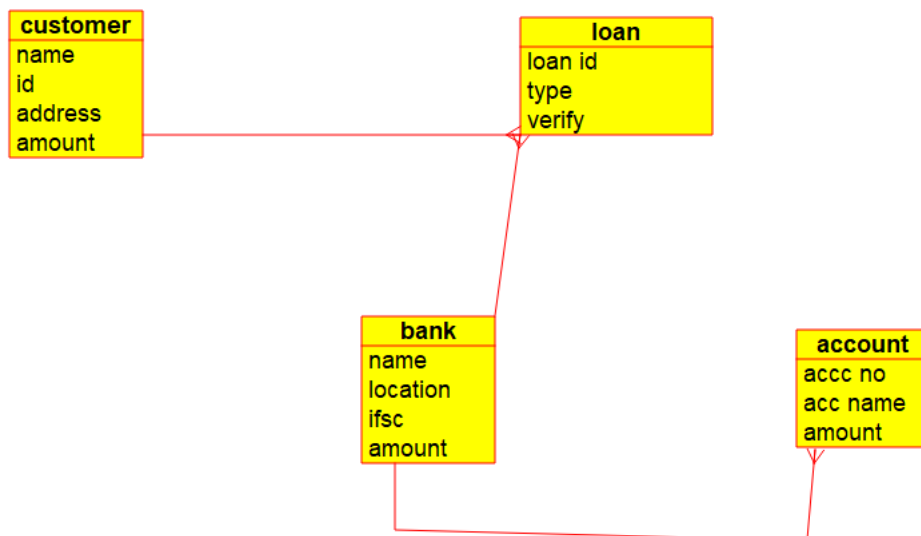 customer
name
id
address
amount
loan
loan id
type
verify
bank
name
location
ifsc
amount
account
accc no
acc name
amount